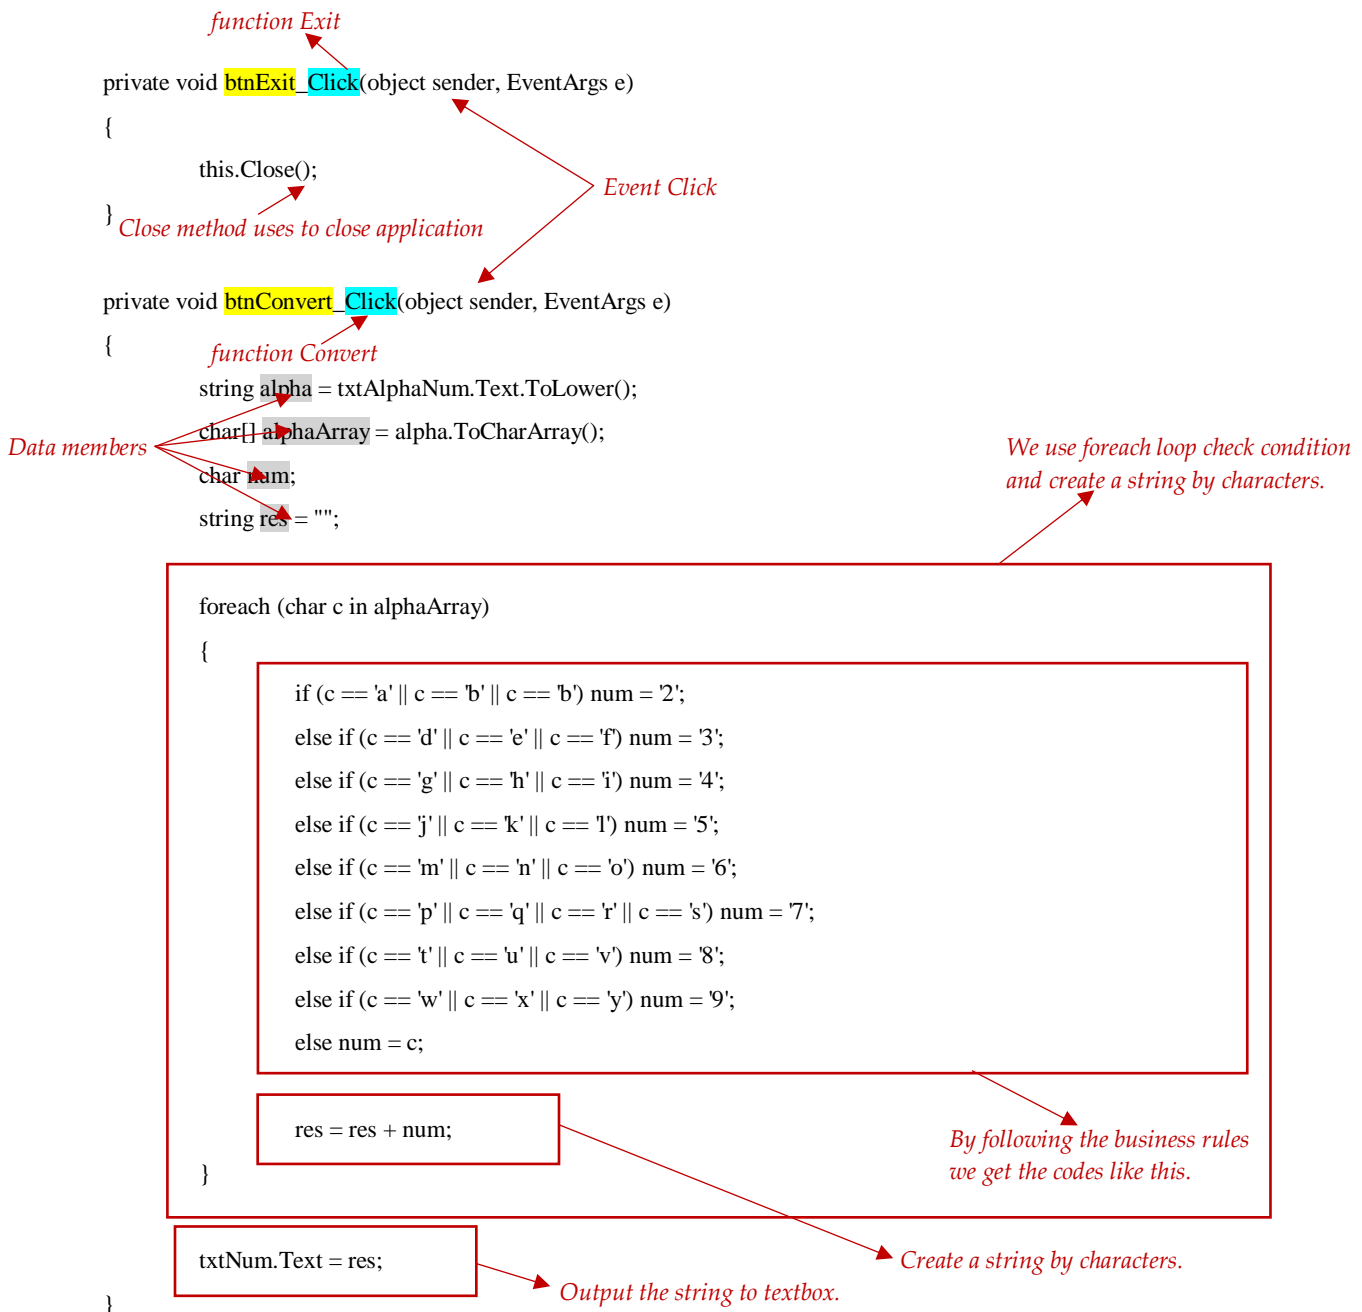 function Exit
private void btnExit_Click(object sender, EventArgs e)
{
this.Close();
Event Click
}
Close method uses to close application
private void btnConvert_Click(object sender, EventArgs e)
{
function Convert
string alpha = txtAlphaNum.Text.ToLower();
char[] alphaArray = alpha.ToCharArray();
Data members
We use foreach loop check condition
and create a string by characters.
char num;
string res = "";
foreach (char c in alphaArray)
{
if (c == 'a' || c == 'b' || c == 'b') num = '2';
else if (c == 'd' || c == 'e' || c == 'f') num = '3';
else if (c == 'g' || c == 'h' || c == 'i') num = '4';
else if (c == 'j' || c == 'k' || c == 'l') num = '5';
else if (c == 'm' || c == 'n' || c == 'o') num = '6';
else if (c == 'p' || c == 'q' || c == 'r' || c == 's') num = '7';
else if (c == 't' || c == 'u' || c == 'v') num = '8';
else if (c == 'w' || c == 'x' || c == 'y') num = '9';
else num = c;
res = res + num;
By following the business rules
we get the codes like this.
}
txtNum.Text = res;
Create a string by characters.
Output the string to textbox.
}